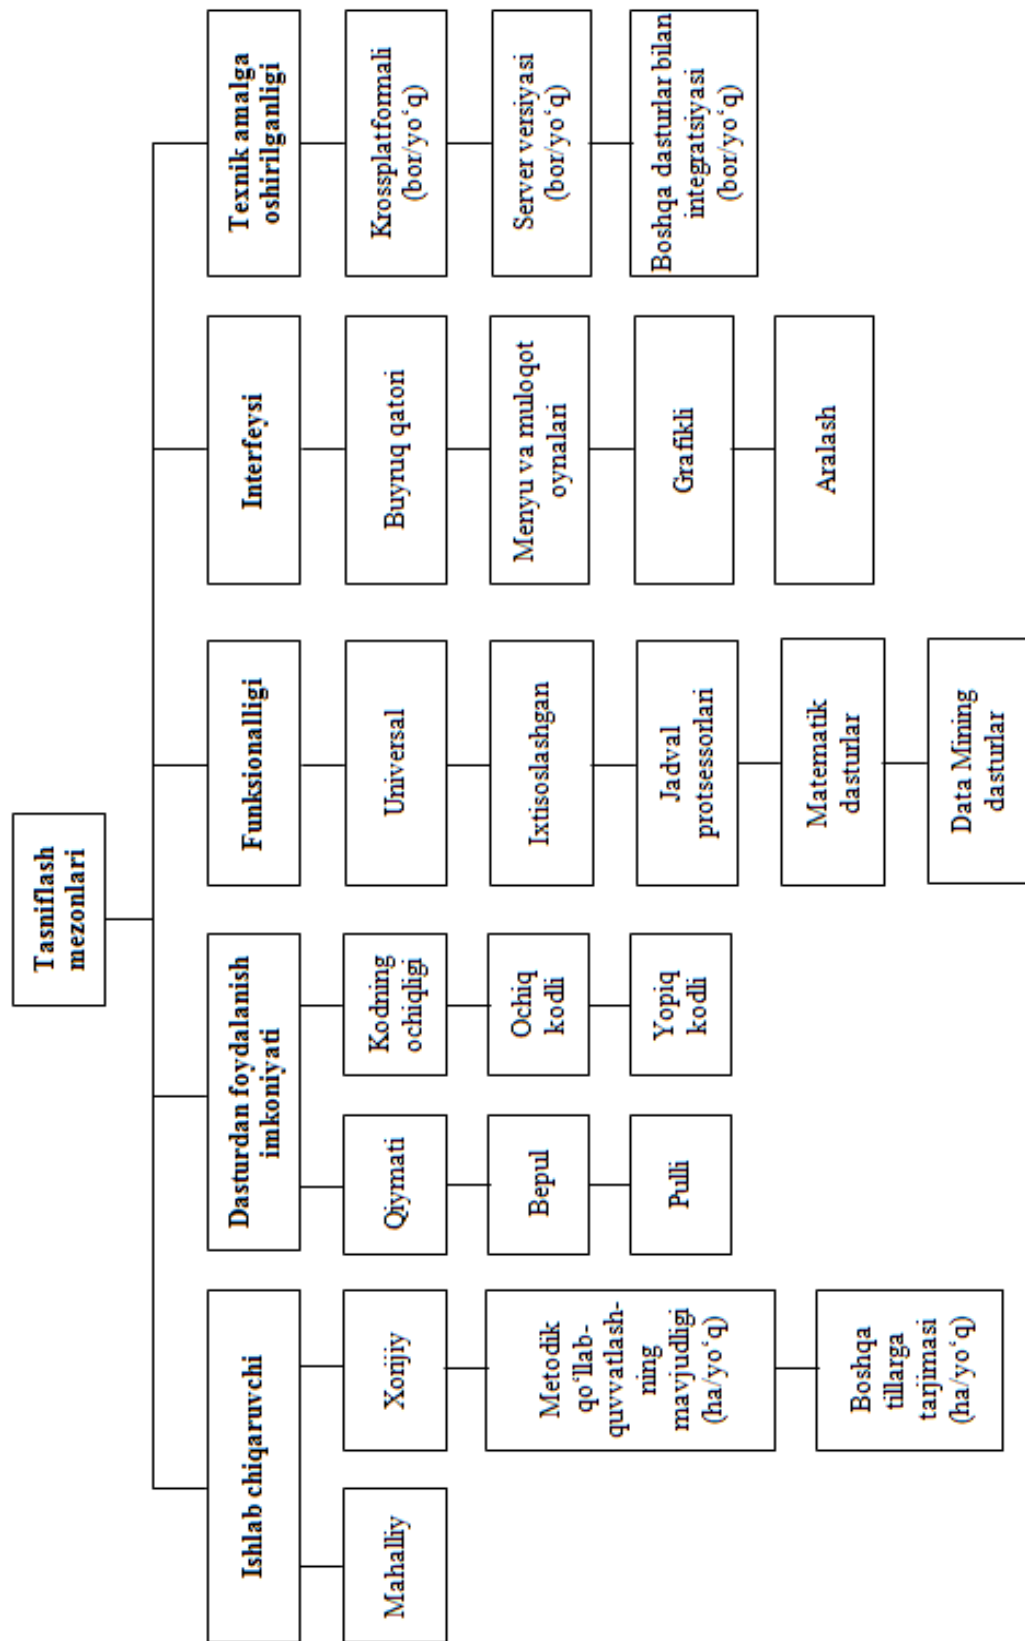 Tasniflash
mezonlari
Ishlab chiqaruvchi
Mahalliy
Xorijiy
Metodik
qo‘llab-
quvvatlash-
ning
mavjudligi
(ha/yo‘q)
Boshqa
tillarga
tarjimasi
(ha/yo‘q)
Dasturdan foydalanish
imkoniyati
Qiymati
Bepul
Pulli
Kodning
ochiqligi
Ochiq
kodli
Yopiq
kodli
Funksionalligi
Universal
Ixtisoslashgan
Jadval
protsessorlari
Matematik
dasturlar
Data Mining
dasturlar
Interfeysi
Buyruq qatori
Menyu va muloqot
oynalari
Grafikli
Aralash
Texnik amalga
oshirilganligi
Krossplatformali
(bor/yo‘q)
Server versiyasi
(bor/yo‘q)
Boshqa dasturlar bilan
integratsiyasi
(bor/yo‘q)